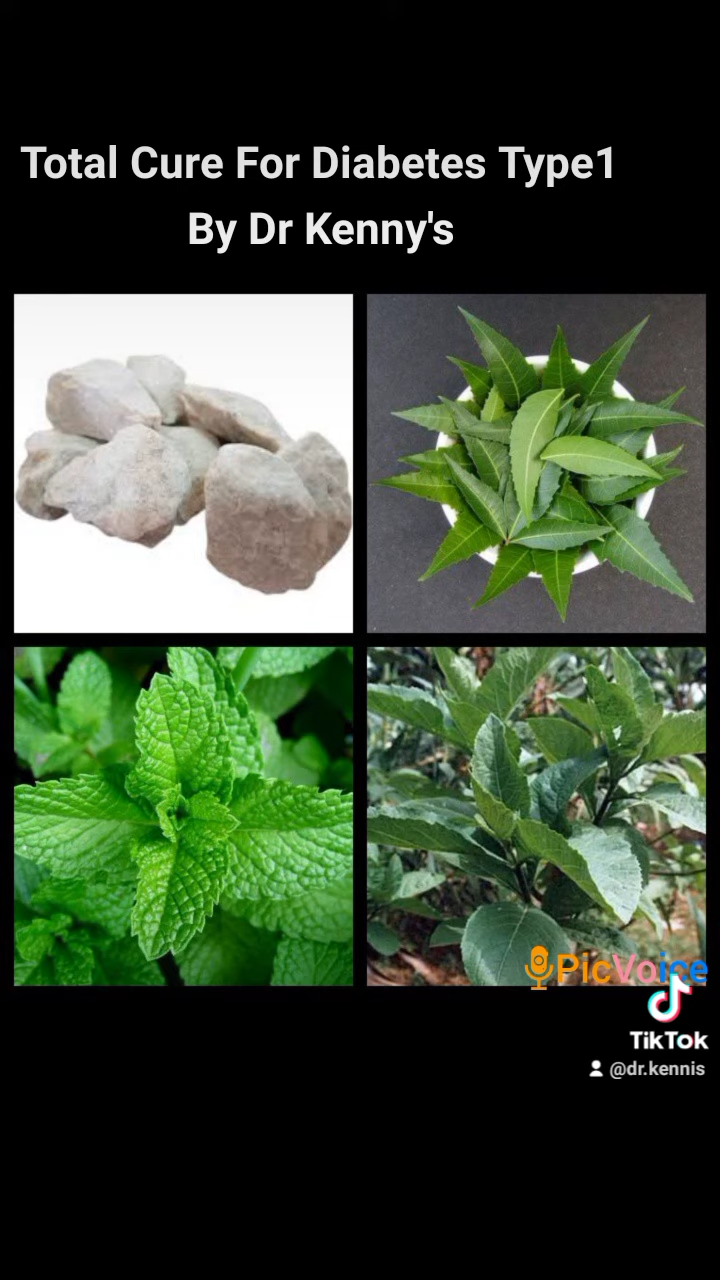 Total Cure For Diabetes Type1
By Dr Kenny's
PicVoice
TikTok
@dr.kennis